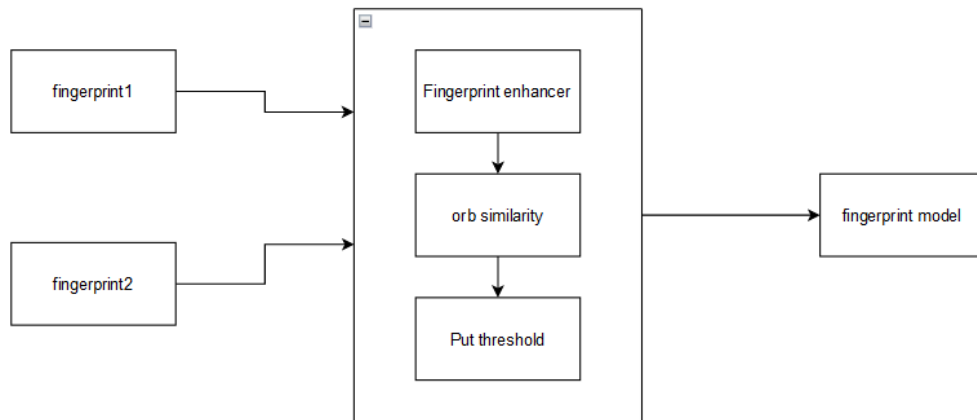 fingerprint1
fingerprint2
Fingerprint enhancer
orb similarity
Put threshold
fingerprint model